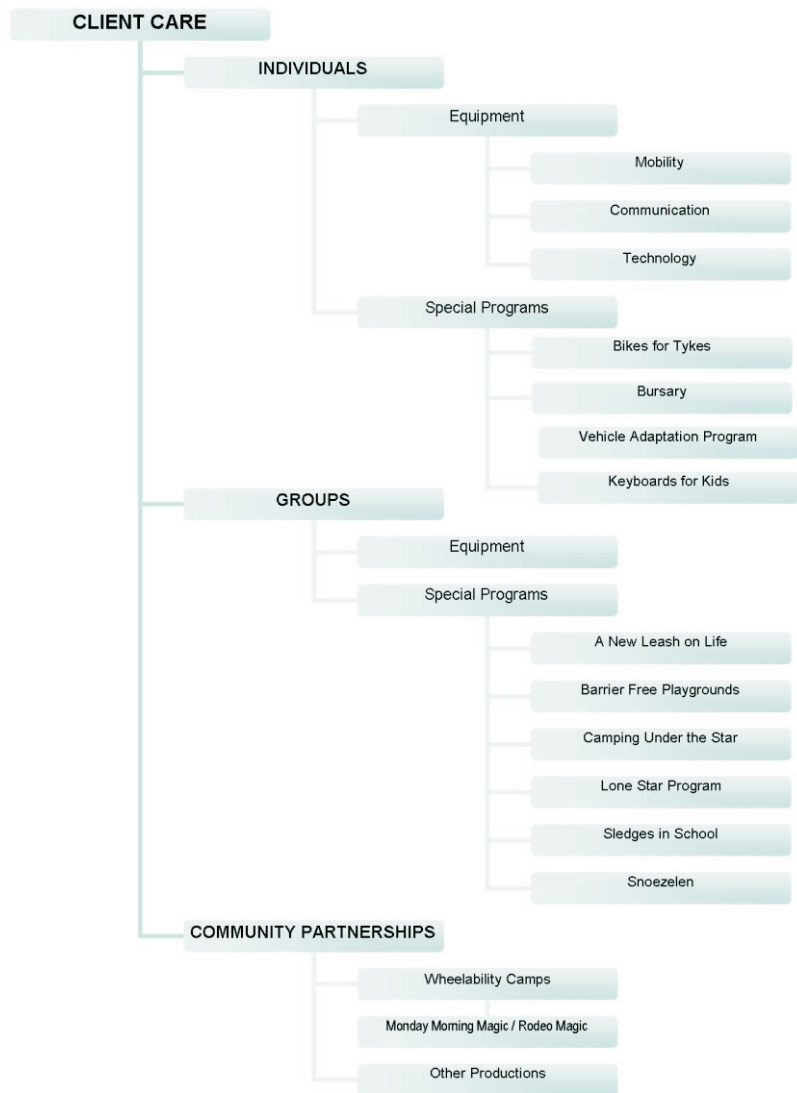 CLIENT CARE
INDIVIDUALS
Equipment
Mobility
Communication
Technology
Special Programs
Bikes for Tykes
Bursary
Vehicle Adaptation Program
Keyboards for Kids
GROUPS
Equipment
Special Programs
A New Leash on Life
Barrier Free Playgrounds
Camping Under the Star
Lone Star Program
Sledges in School
Snoezelen
COMMUNITY PARTNERSHIPS
Wheelability Camps
Monday Morning Magic / Rodeo Magic
Other Productions